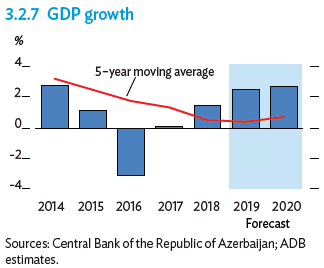 3.2.7 GDP growth
%
4
5-year moving average
2
0
-2
-4
2014 2015 2016 2017 2018 2019 2020
Forecast
Sources: Central Bank of the Republic of Azerbaijan; ADB
estimates.